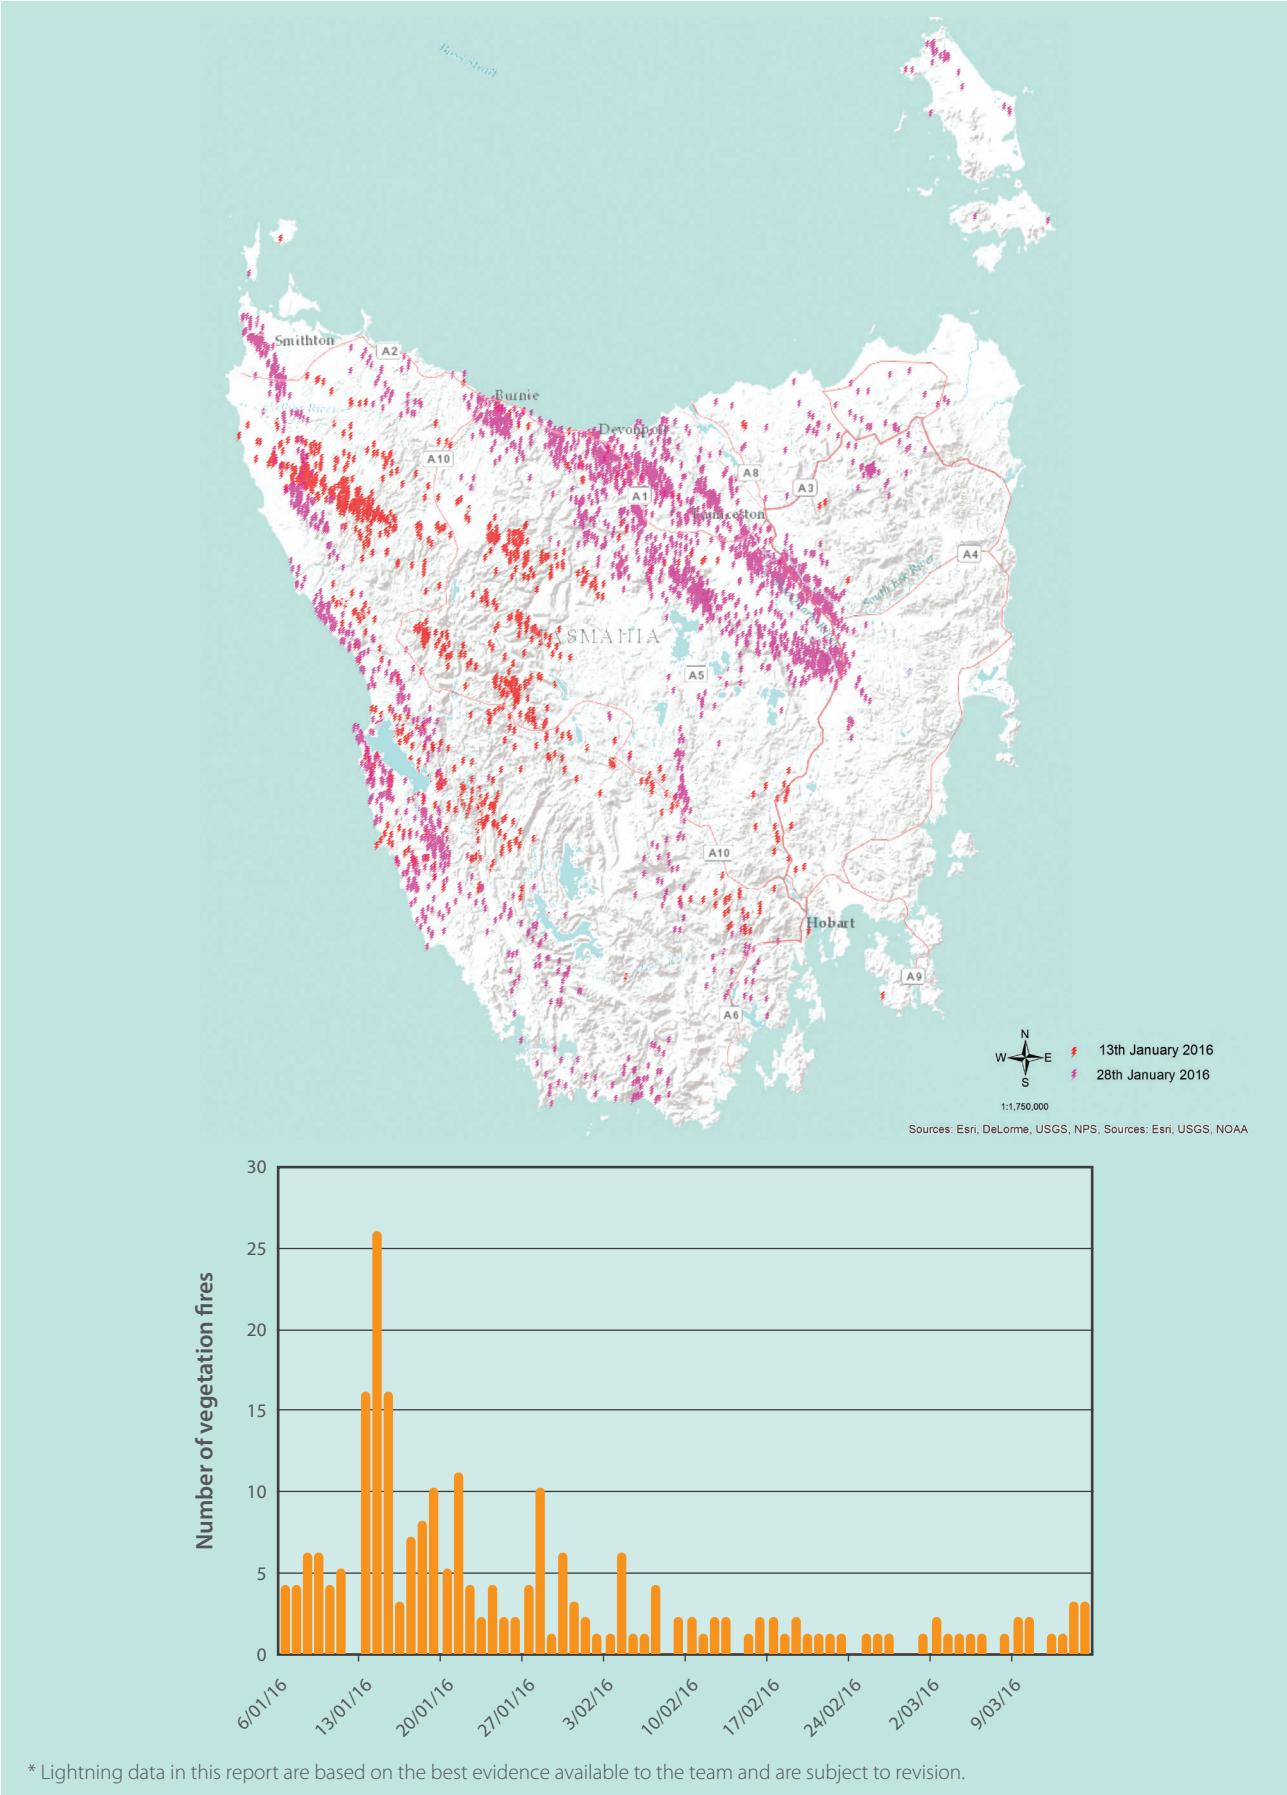 Bass Strait
Smithton
A2
Burnie
Devonport
A10
A8
A3
A1
Launceston
A4
South Esk River
TASMANIA
A5
A10
Hobart
A9
A6
N
W E
S
13th January 2016
28th January 2016
1:1,750,000
Sources: Esri, DeLorme, USGS, NPS, Sources: Esri, USGS, NOAA
Number of vegetation fires
30
25
20
15
10
5
0
6/01/16
13/01/16
20/01/16
27/01/16
3/02/16
10/02/16
17/02/16
24/02/16
2/03/16
9/03/16
* Lightning data in this report are based on the best evidence available to the team and are subject to revision.